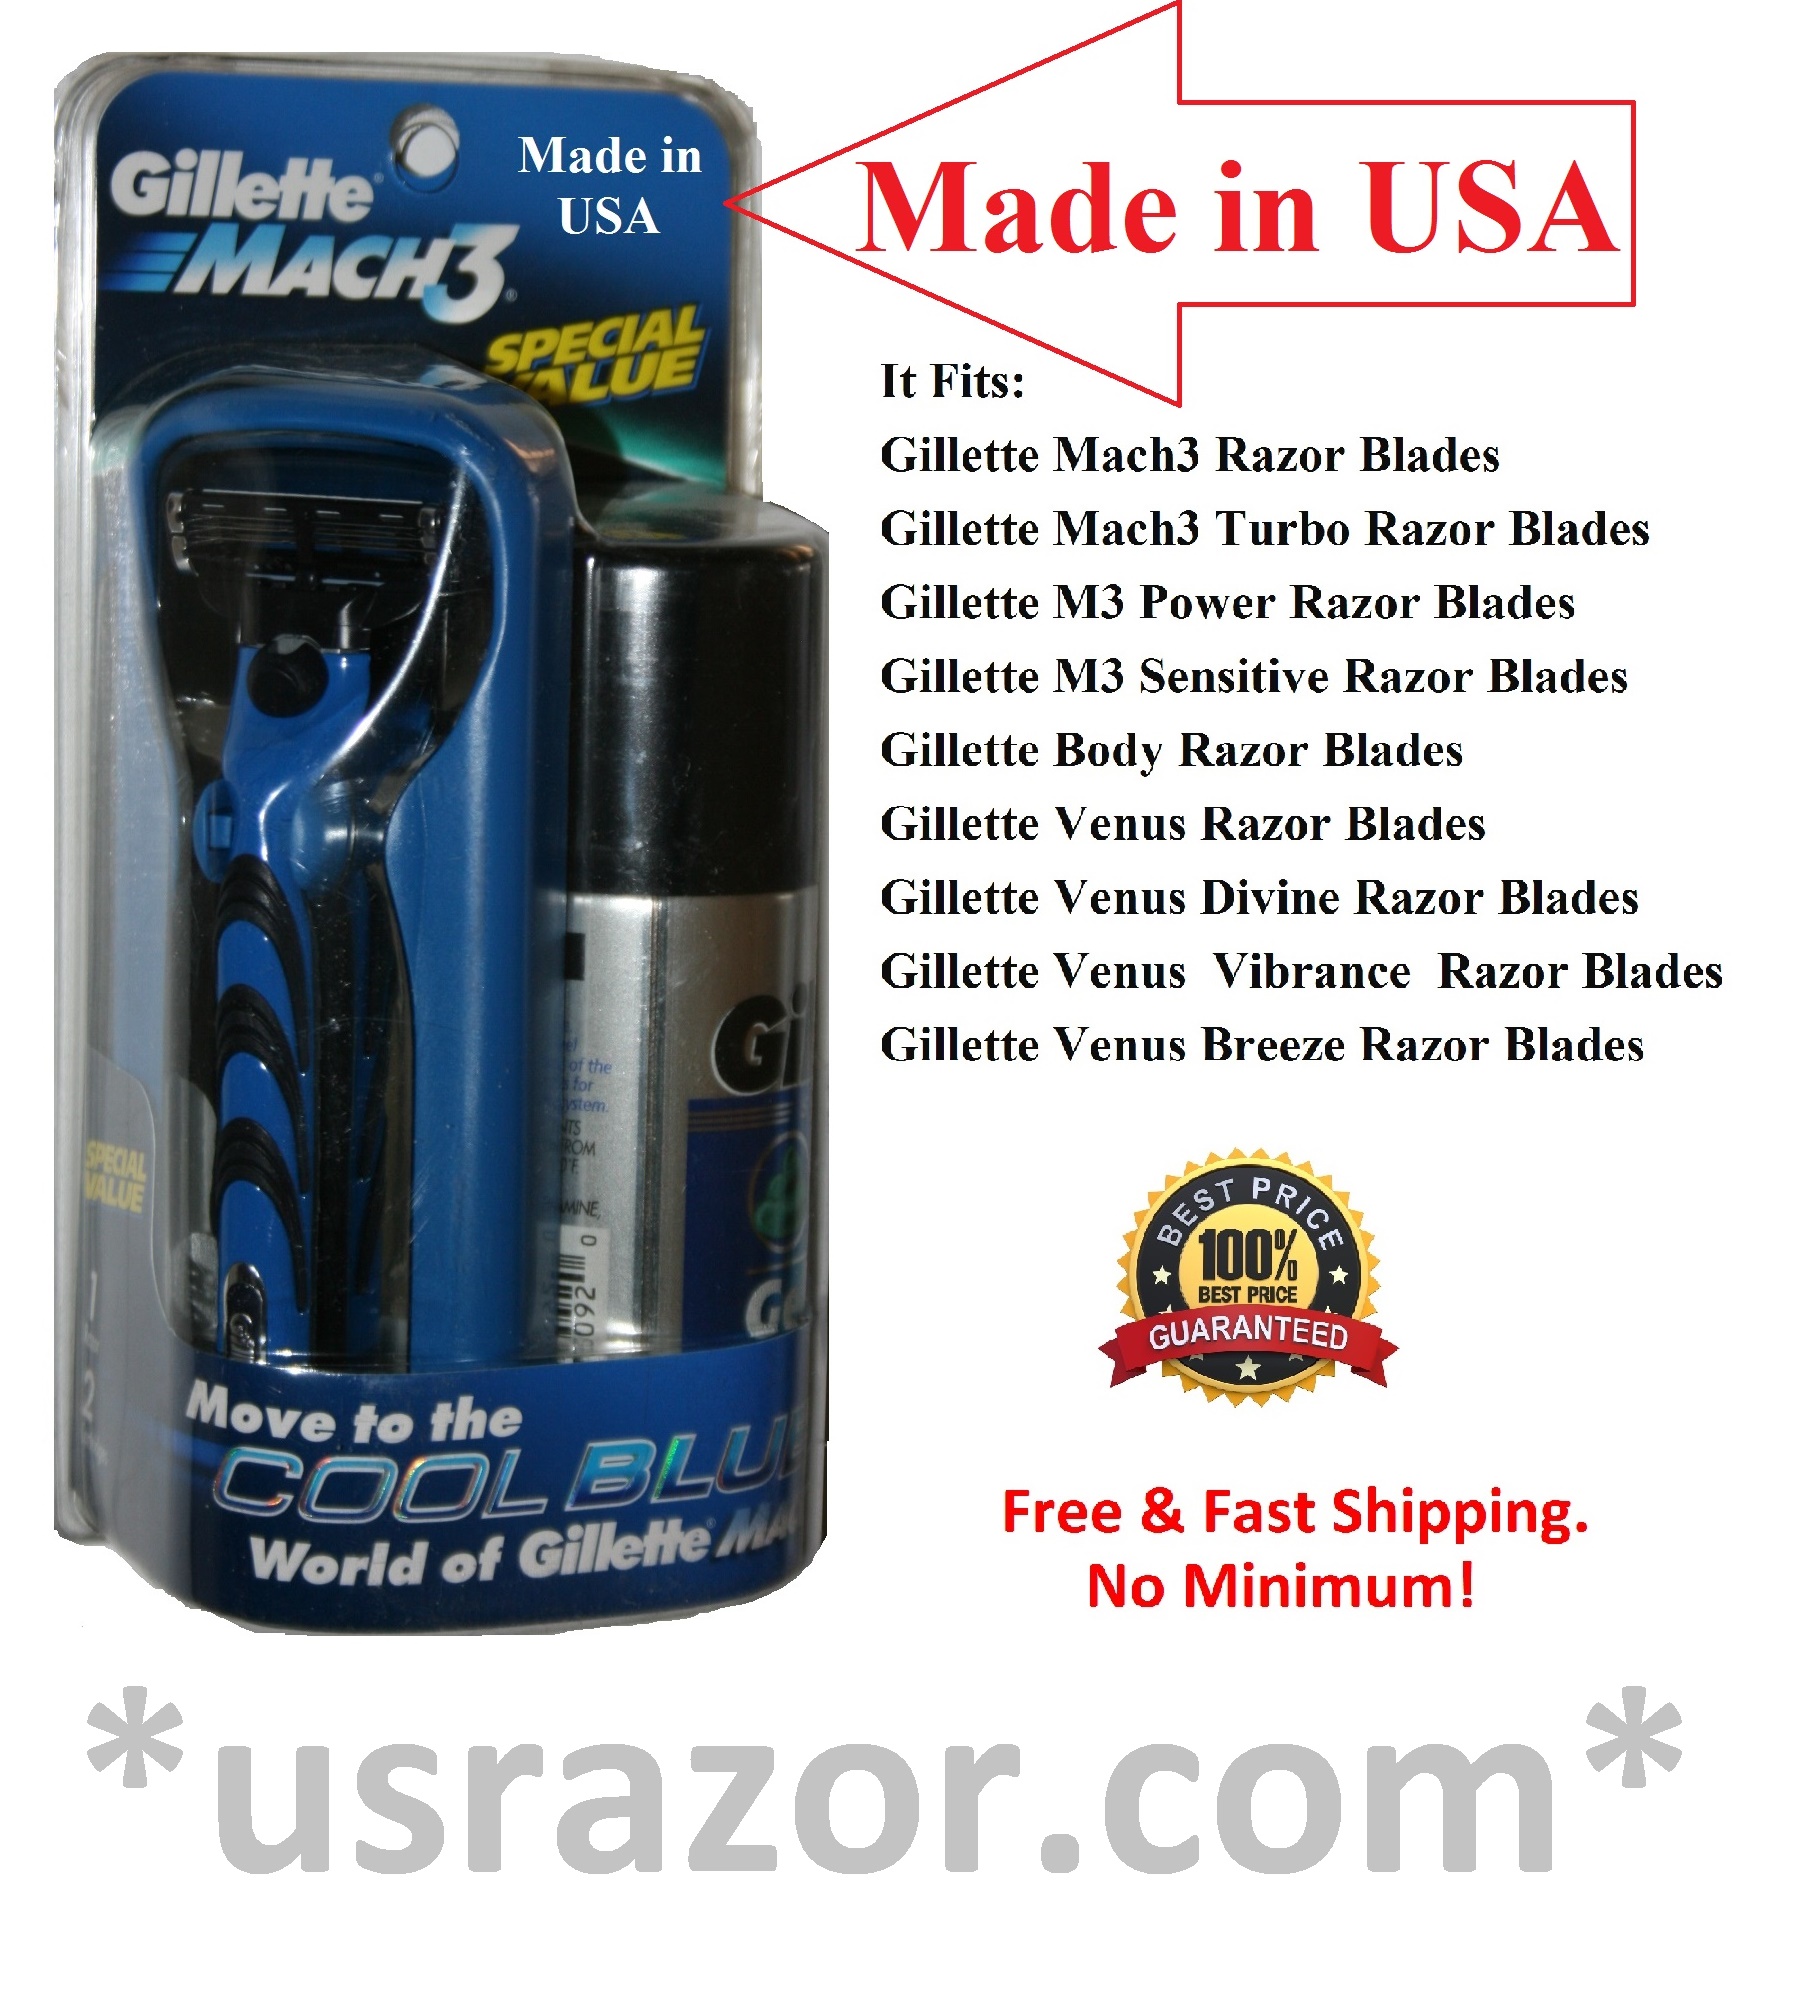 Gillette
MACH3
Made in
USA
Made in USA
SPECIAL
VALUE
It Fits:
Gillette Mach3 Razor Blades
Gillette Mach3 Turbo Razor Blades
Gillette M3 Power Razor Blades
Gillette M3 Sensitive Razor Blades
Gillette Body Razor Blades
Gillette Venus Razor Blades
Gillette Venus Divine Razor Blades
Gillette Venus Vibrance Razor Blades
Gillette Venus Breeze Razor Blades
of the
for
SPECIAL
VALUE
BEST PRICE
100%
BEST PRICE
GUARANTEED
Move to the
COOL BLUE
World of Gillette
Free & Fast Shipping.
No Minimum!
*usrazor.com*